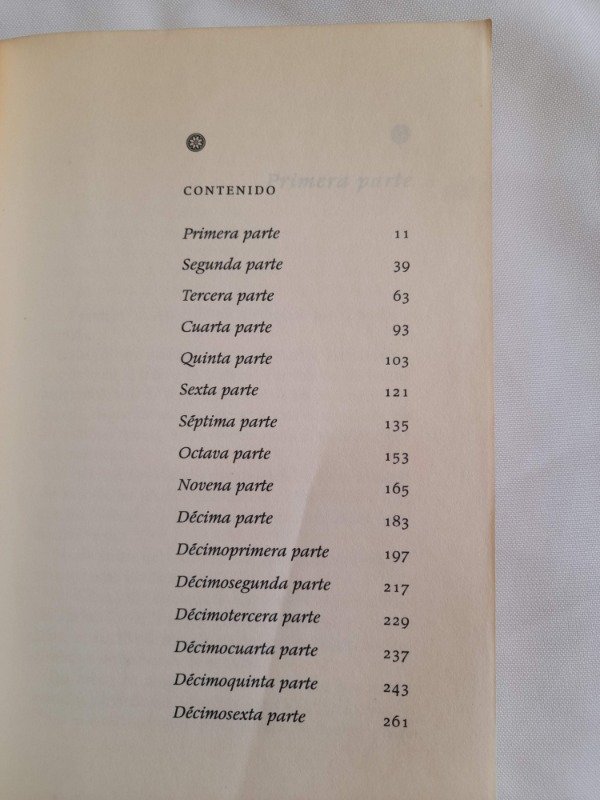 Primera parte
CONTENIDO
Primera parte 11
Segunda parte 39
Tercera parte 63
Cuarta parte 93
Quinta parte 103
Sexta parte 121
Séptima parte 135
Octava parte 153
Novena parte 165
Décima parte 183
Décimoprimera parte 197
Décimosegunda parte 217
Décimotercera parte 229
Décimocuarta parte 237
Décimoquinta parte 243
Décimosexta parte 261